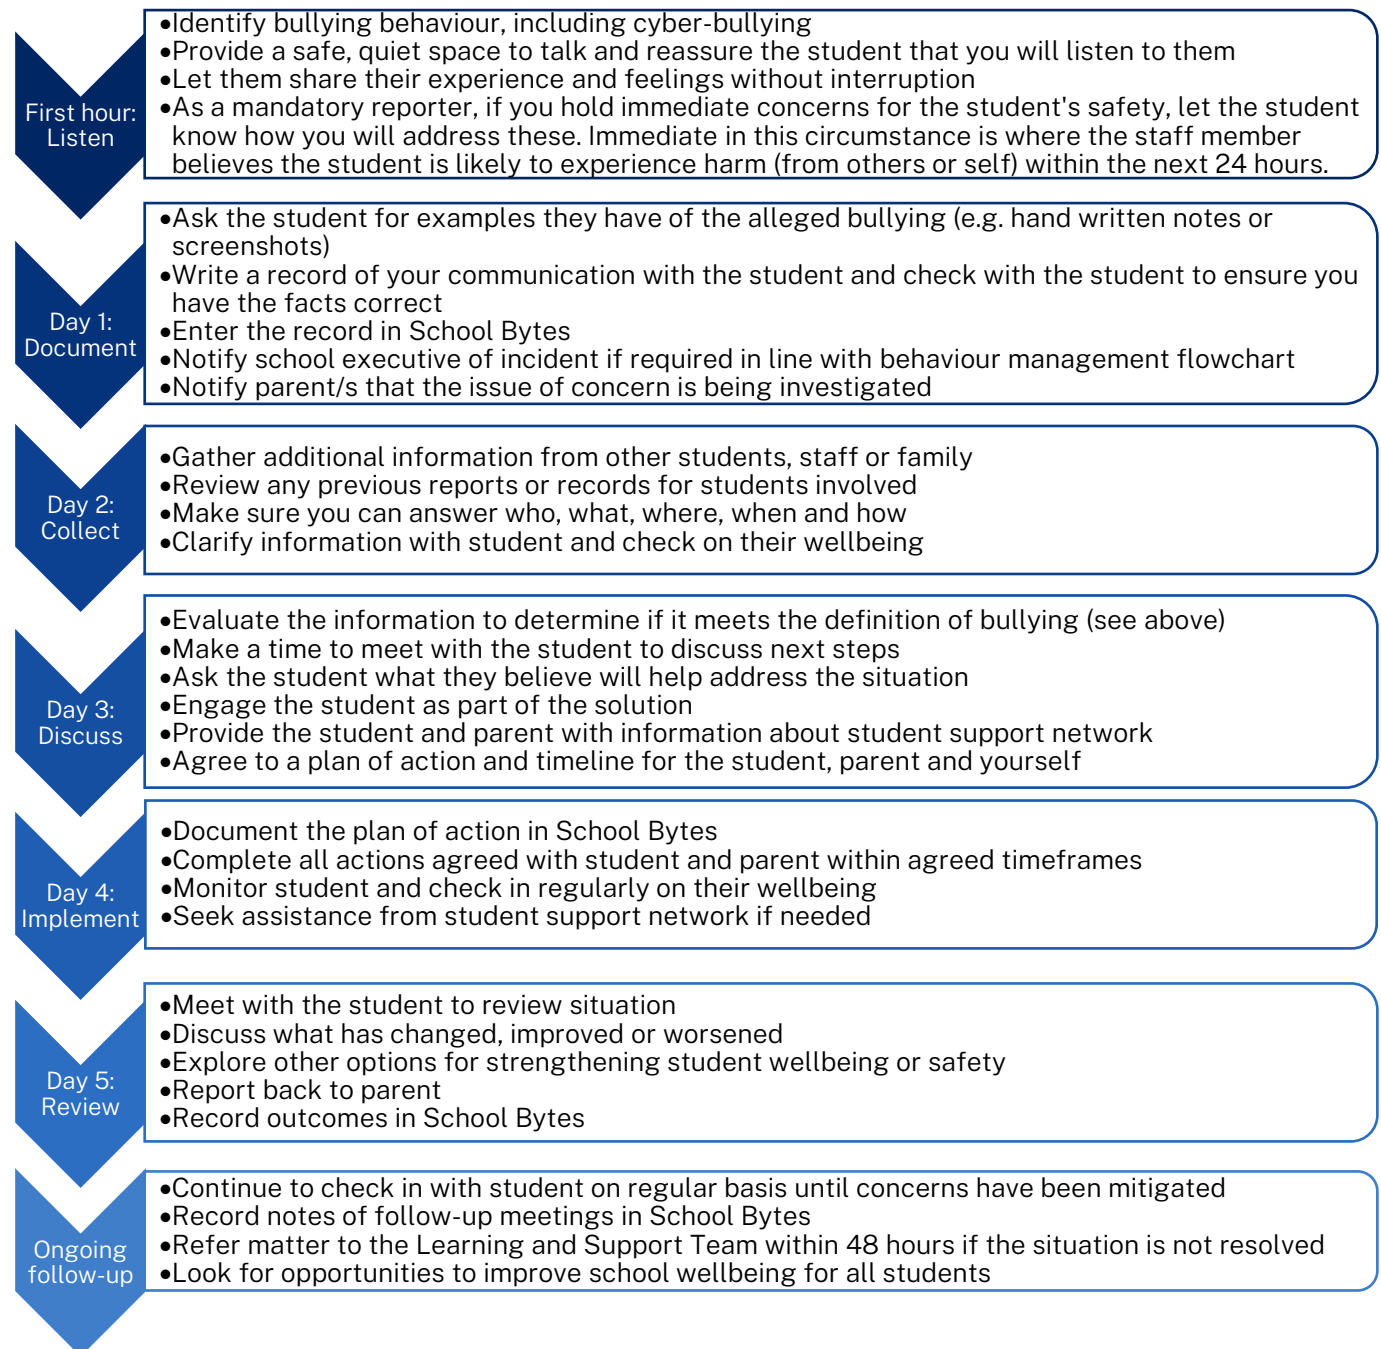 First hour:
Listen
•Identify bullying behaviour, including cyber-bullying
•Provide a safe, quiet space to talk and reassure the student that you will listen to them
•Let them share their experience and feelings without interruption
•As a mandatory reporter, if you hold immediate concerns for the student's safety, let the student
know how you will address these. Immediate in this circumstance is where the staff member
believes the student is likely to experience harm (from others or self) within the next 24 hours.
Day 1:
Document
•Ask the student for examples they have of the alleged bullying (e.g. hand written notes or
screenshots)
•Write a record of your communication with the student and check with the student to ensure you
have the facts correct
•Enter the record in School Bytes
•Notify school executive of incident if required in line with behaviour management flowchart
•Notify parent/s that the issue of concern is being investigated
Day 2:
Collect
•Gather additional information from other students, staff or family
•Review any previous reports or records for students involved
•Make sure you can answer who, what, where, when and how
•Clarify information with student and check on their wellbeing
Day 3:
Discuss
•Evaluate the information to determine if it meets the definition of bullying (see above)
•Make a time to meet with the student to discuss next steps
•Ask the student what they believe will help address the situation
•Engage the student as part of the solution
•Provide the student and parent with information about student support network
•Agree to a plan of action and timeline for the student, parent and yourself
Day 4:
Implement
•Document the plan of action in School Bytes
•Complete all actions agreed with student and parent within agreed timeframes
•Monitor student and check in regularly on their wellbeing
•Seek assistance from student support network if needed
Day 5:
Review
•Meet with the student to review situation
•Discuss what has changed, improved or worsened
•Explore other options for strengthening student wellbeing or safety
•Report back to parent
•Record outcomes in School Bytes
Ongoing
follow-up
•Continue to check in with student on regular basis until concerns have been mitigated
•Record notes of follow-up meetings in School Bytes
•Refer matter to the Learning and Support Team within 48 hours if the situation is not resolved
•Look for opportunities to improve school wellbeing for all students